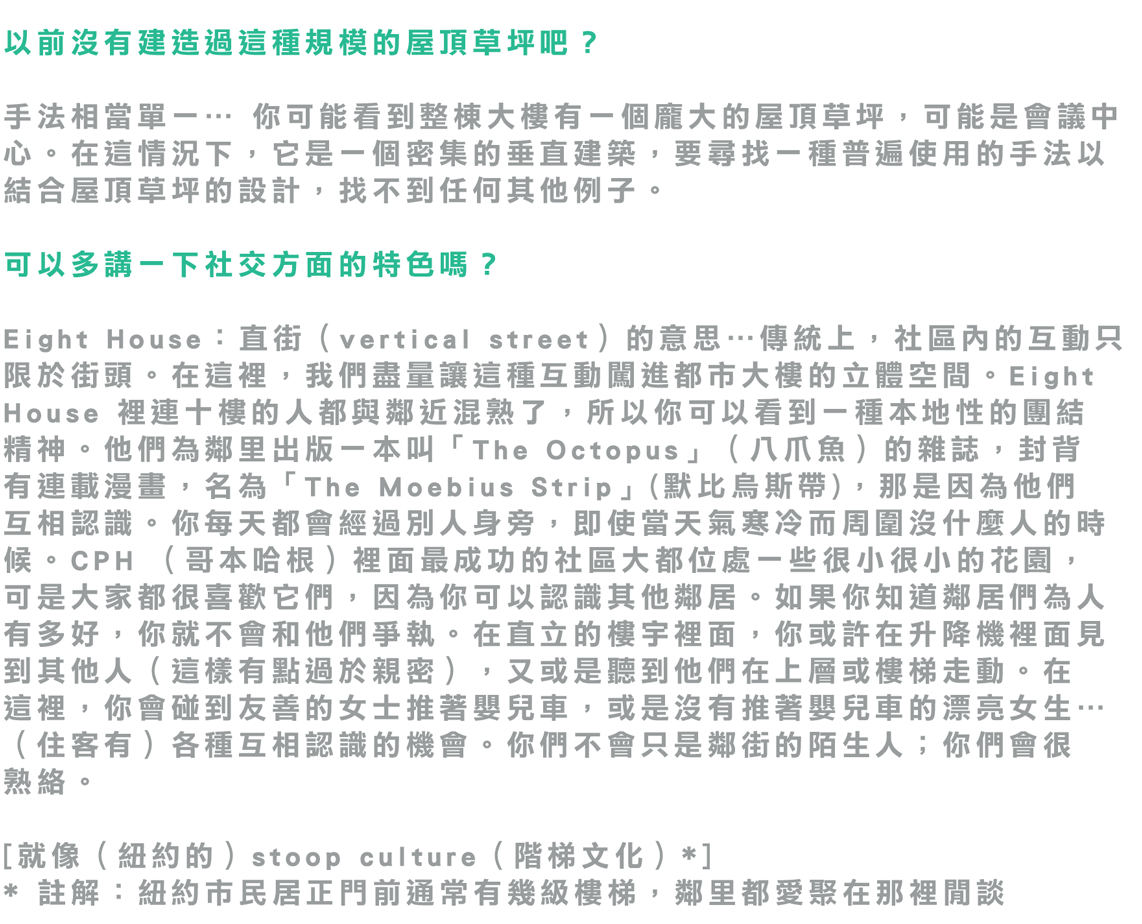 以前沒有建造過這種規模的屋頂草坪吧？
手法相當單一… 你可能看到整棟大樓有一個龐大的屋頂草坪，可能是會議中
心。在這情況下，它是一個密集的垂直建築，要尋找一種普遍使用的手法以
結合屋頂草坪的設計，找不到任何其他例子。
可以多講一下社交方面的特色嗎？
Eight House：直街（vertical street）的意思…傳統上，社區內的互動只
限於街頭。在這裡，我們盡量讓這種互動闖進都市大樓的立體空間。Eight
House 裡連十樓的人都與鄰近混熟了，所以你可以看到一種本地性的團結
精神。他們為鄰里出版一本叫「The Octopus」（八爪魚）的雜誌，封背
有連載漫畫，名為「The Moebius Strip」(默比烏斯帶)，那是因為他們
互相認識。你每天都會經過別人身旁，即使當天氣寒冷而周圍沒什麼人的時
候。CPH （哥本哈根）裡面最成功的社區大都位處一些很小很小的花園，
可是大家都很喜歡它們，因為你可以認識其他鄰居。如果你知道鄰居們為人
有多好，你就不會和他們爭執。在直立的樓宇裡面，你或許在升降機裡面見
到其他人（這樣有點過於親密），又或是聽到他們在上層或樓梯走動。在
這裡，你會碰到友善的女士推著嬰兒車，或是沒有推著嬰兒車的漂亮女生…
（住客有）各種互相認識的機會。你們不會只是鄰街的陌生人；你們會很
熟絡。
[就像（紐約的）stoop culture（階梯文化）*]
* 註解：紐約市民居正門前通常有幾級樓梯，鄰里都愛聚在那裡閒談